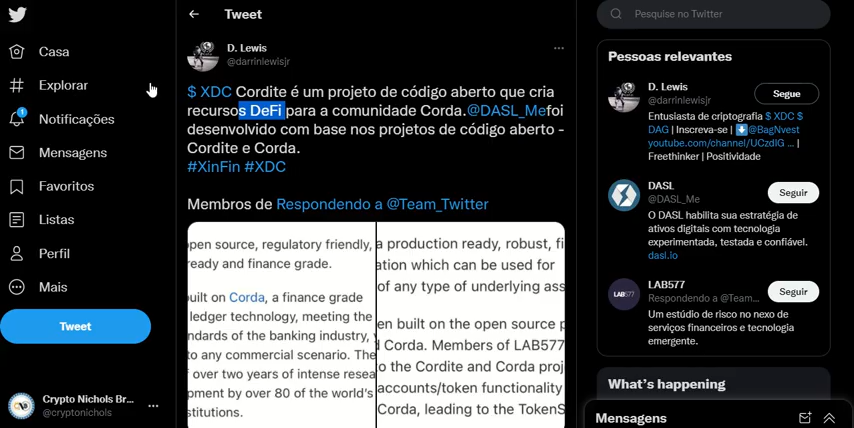 Tweet
Pesquise no Twitter
Casa
Explorar
1
Notificações
Mensagens
Favoritos
Listas
Perfil
Mais
Tweet
Crypto Nichols Br...
@cryptonichols
D. Lewis
@darrinlewisjr
$ XDC Cordite é um projeto de código aberto que cria
recursos DeFi para a comunidade Corda.@DASL_Mefoi
desenvolvido com base nos projetos de código aberto -
Cordite e Corda.
#XinFin #XDC
Membros de Respondendo a @Team_Twitter
open source, regulatory friendly,
ready and finance grade.
built on Corda, a finance grade
ledger technology, meeting the
ndards of the banking industry,
to any commercial scenario. The
f over two years of intense resea
pment by over 80 of the world's
stitutions.
a production ready, robust, fi
ation which can be used for
of any type of underlying ass
en built on the open source p
d Corda. Members of LAB577
o the Cordite and Corda proj
accounts/token functionality
Corda, leading to the TokenS
Pessoas relevantes
D. Lewis
@darrinlewisjr
Segue
Entusiasta de criptografia $ XDC $
DAG | Inscreva-se | @BagNvest
youtube.com/channel/UCzdIG ... |
Freethinker | Positividade
DASL
@DASL_Me
Seguir
O DASL habilita sua estratégia de
ativos digitais com tecnologia
experimentada, testada e confiável.
dasl.io
LAB577
LAB577
Respondendo a @Team...
Seguir
Um estúdio de risco no nexo de
serviços financeiros e tecnologia
emergente.
What's happening
Mensagens